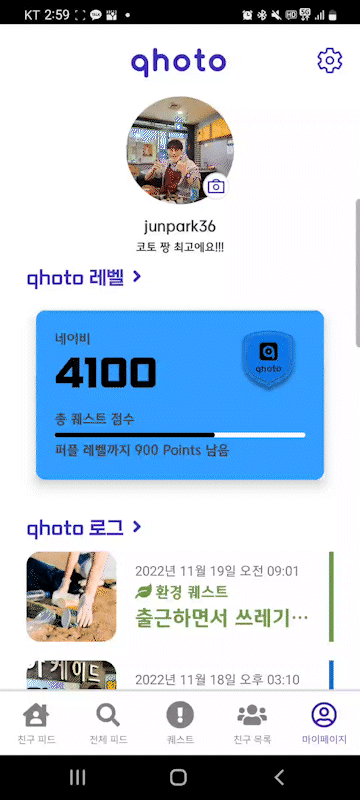 KT 2:59
qhoto
junpark36
코토 짱 최고에요!!!
qhoto 레벨 >
네이비
4100
qhoto
총 퀘스트 점수
퍼플 레벨까지 900 Points 남음
qhoto 로그 >
2022년 11월 19일 오전 09:01
환경 퀘스트
출근하면서 쓰레기…
2022년 11월 18일 오후 03:10
친구 피드
전체 피드
퀘스트
친구 목록
마이페이지